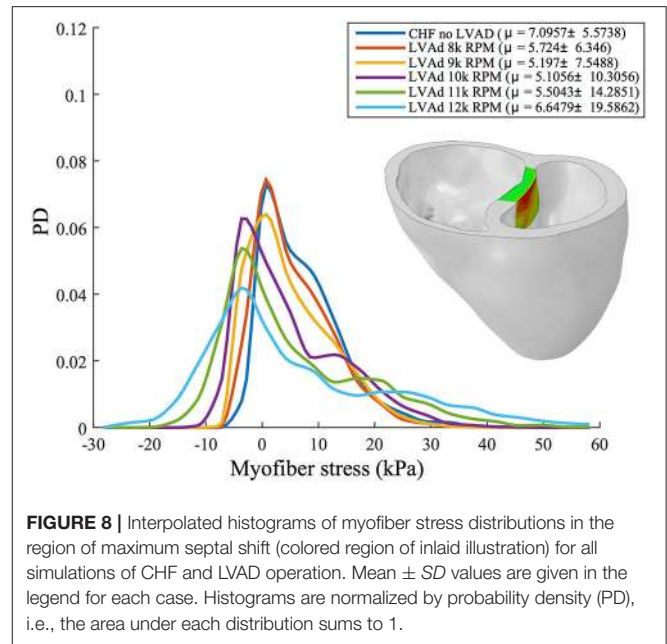 0.12
0.1
0.08
0.06
0.04
0.02
0
PD
CHF no LVAD (μ = 7.0957± 5.5738)
LVAd 8k RPM (μ = 5.724± 6.346)
LVAd 9k RPM (μ = 5.197± 7.5488)
LVAd 10k RPM (μ = 5.1056± 10.3056)
LVAd 11k RPM (μ = 5.5043± 14.2851)
LVAd 12k RPM (μ = 6.6479± 19.5862)
-30 -20 -10 0 10 20 30 40 50 60
Myofiber stress (kPa)
FIGURE 8 | Interpolated histograms of myofiber stress distributions in the
region of maximum septal shift (colored region of inlaid illustration) for all
simulations of CHF and LVAD operation. Mean ± SD values are given in the
legend for each case. Histograms are normalized by probability density (PD),
i.e., the area under each distribution sums to 1.